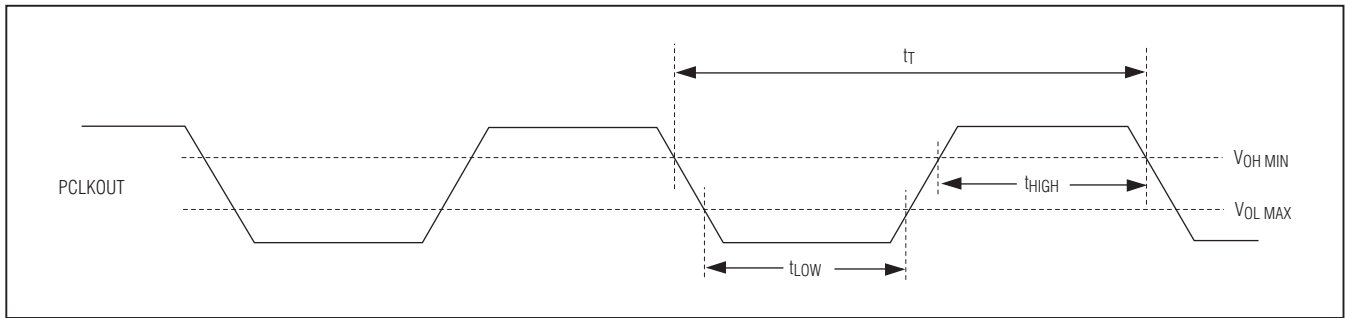 tT
VOH MIN
PCLKOUT
tHIGH
VOL MAX
tLOW